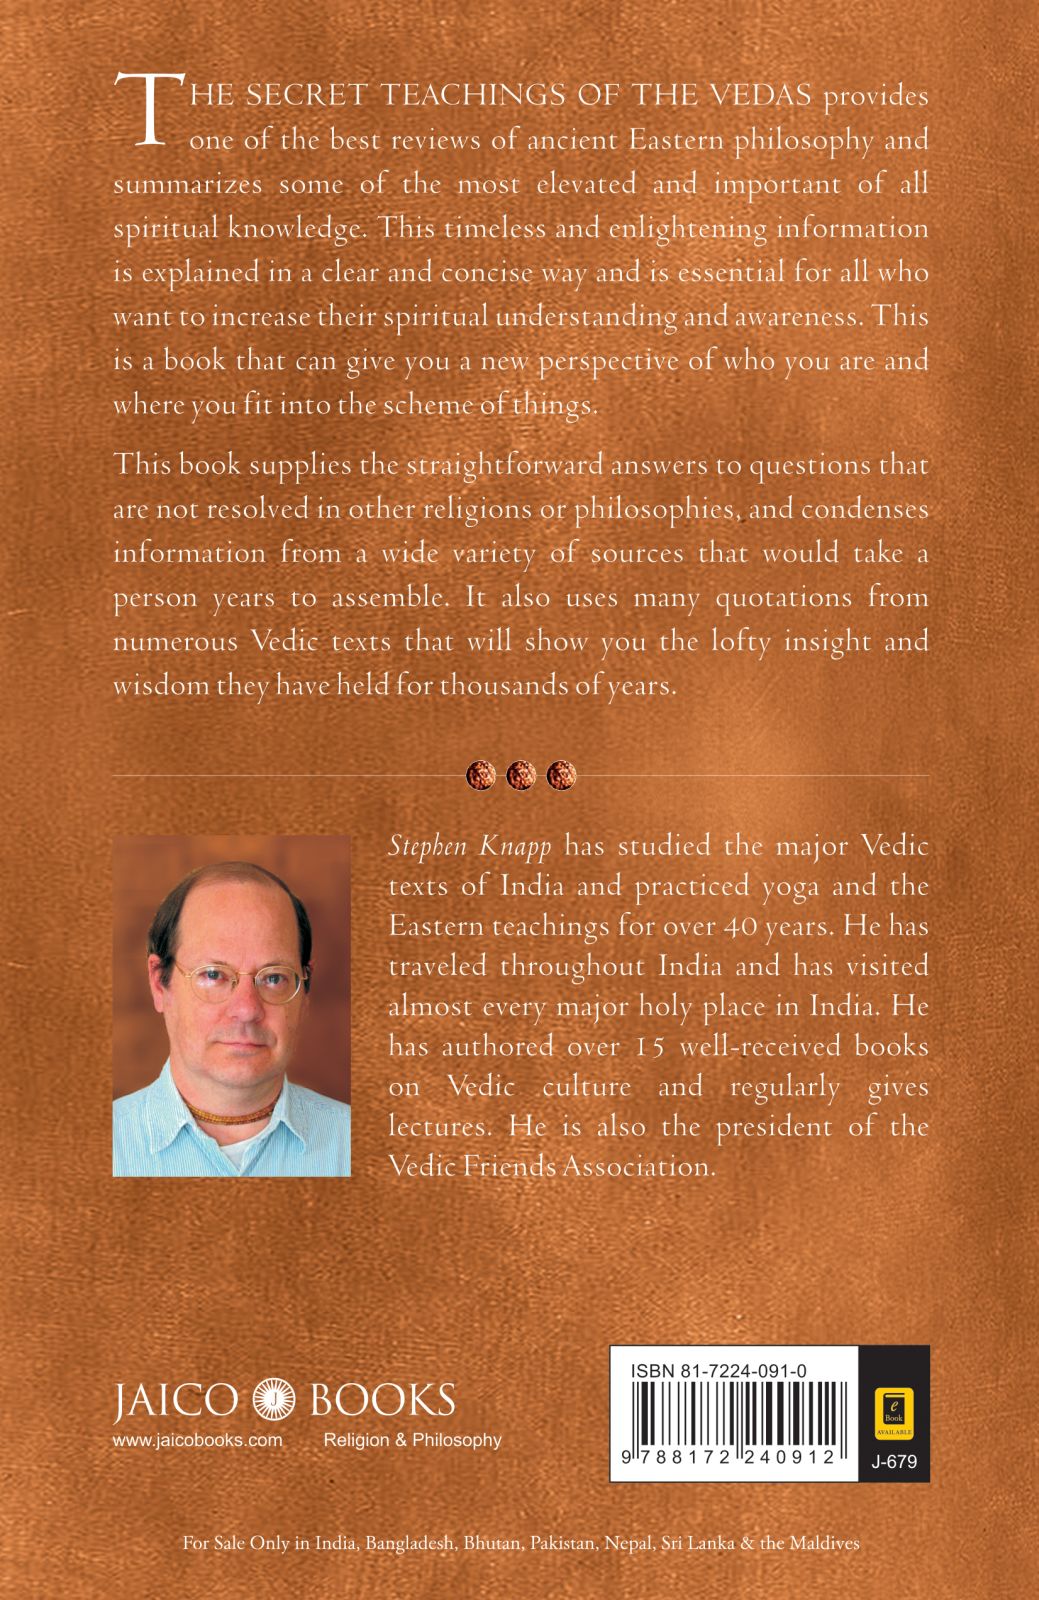 THE SECRET TEACHINGS OF THE VEDAS provides
one of the best reviews of ancient Eastern philosophy and
summarizes some of the most elevated and important of all
spiritual knowledge. This timeless and enlightening information
is explained in a clear and concise way and is essential for all who
want to increase their spiritual understanding and awareness. This
is a book that can give you a new perspective of who you are and
where you fit into the scheme of things.
This book supplies the straightforward answers to questions that
are not resolved in other religions or philosophies, and condenses
information from a wide variety of sources that would take a
person years to assemble. It also uses many quotations from
numerous Vedic texts that will show you the lofty insight and
wisdom they have held for thousands of years.
Stephen Knapp has studied the major Vedic
texts of India and practiced yoga and the
Eastern teachings for over 40 years. He has
traveled throughout India and has visited
almost every major holy place in India. He
has authored over 15 well-received books
on Vedic culture and regularly gives
lectures. He is also the president of the
Vedic Friends Association.
JAICO J BOOKS
www.jaicobooks.com Religion & Philosophy
ISBN 81-7224-091-0
9 788172 240912
e
Book
AVAILABLE
J-679
For Sale Only in India, Bangladesh, Bhutan, Pakistan, Nepal, Sri Lanka & the Maldives